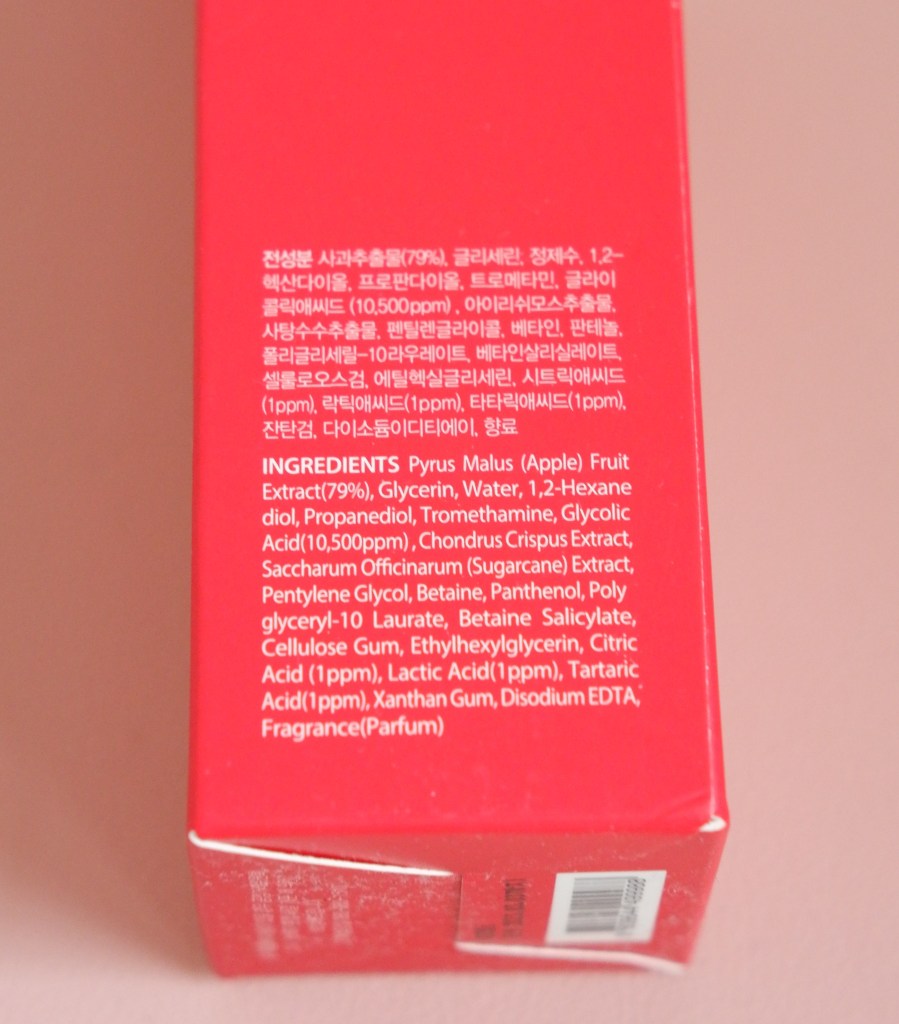 전성분 사과추출물(79%), 글리세린, 정제수, 1,2-
헥산다이올, 프로판다이올, 트로메타민, 글라이
콜릭애씨드 (10,500ppm) , 아이리쉬모스추출물,
사탕수수추출물, 펜틸렌글라이콜, 베타인, 판테놀,
폴리글리세릴-10라우레이트, 베타인살리실레이트,
셀룰로오스검, 에틸헥실글리세린, 시트릭애씨드
(1ppm), 락틱애씨드(1ppm), 타타릭애씨드(1ppm),
잔탄검, 다이소듐이디티에이, 향료
INGREDIENTS Pyrus Malus (Apple) Fruit
Extract(79%), Glycerin, Water, 1,2-Hexane
diol, Propanediol, Tromethamine, Glycolic
Acid(10,500ppm) , Chondrus Crispus Extract,
Saccharum Officinarum (Sugarcane) Extract,
Pentylene Glycol, Betaine, Panthenol, Poly
glyceryl-10 Laurate, Betaine Salicylate,
Cellulose Gum, Ethylhexylglycerin, Citric
Acid (1ppm), Lactic Acid(1ppm), Tartaric
Acid(1ppm), Xanthan Gum, Disodium EDTA,
Fragrance(Parfum)